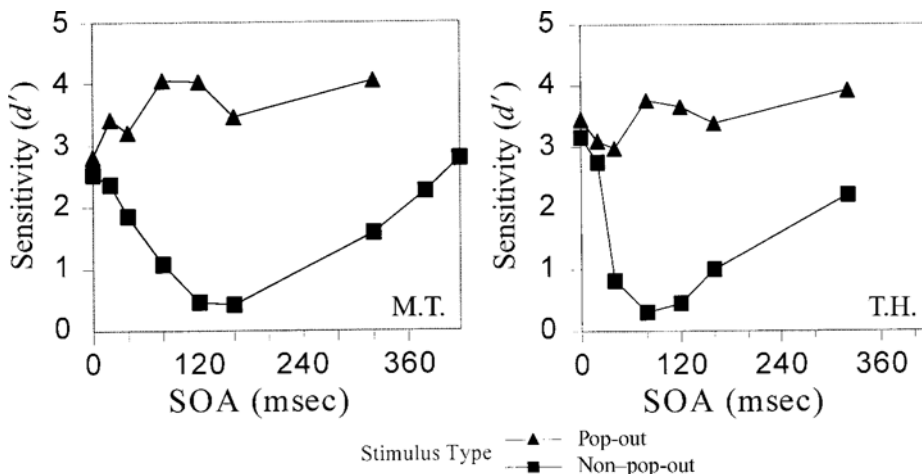 5
4
3
2
1
0
Sensitivity (d′)
M.T.
0
120
240
360
SOA (msec)
5
4
3
2
1
0
Sensitivity (d′)
T.H.
0
120
240
360
SOA (msec)
Stimulus Type
Pop-out
Non–pop-out